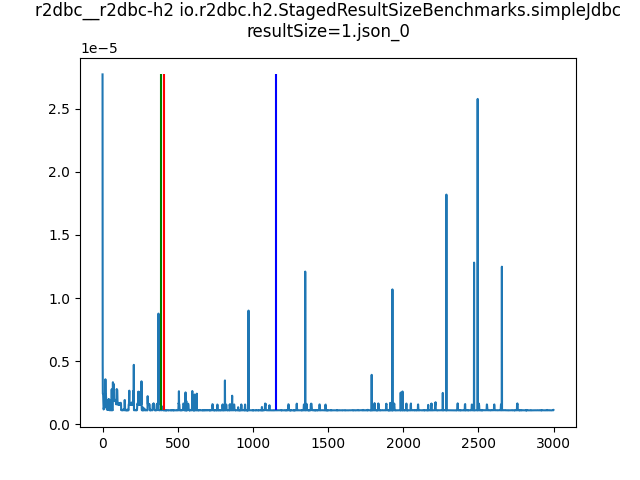 r2dbc__r2dbc-h2 io.r2dbc.h2.StagedResultSizeBenchmarks.simpleJdbc
resultSize=1.json_0
1e−5
2.5
2.0
1.5
1.0
0.5
0.0
0 500 1000 1500 2000 2500 3000